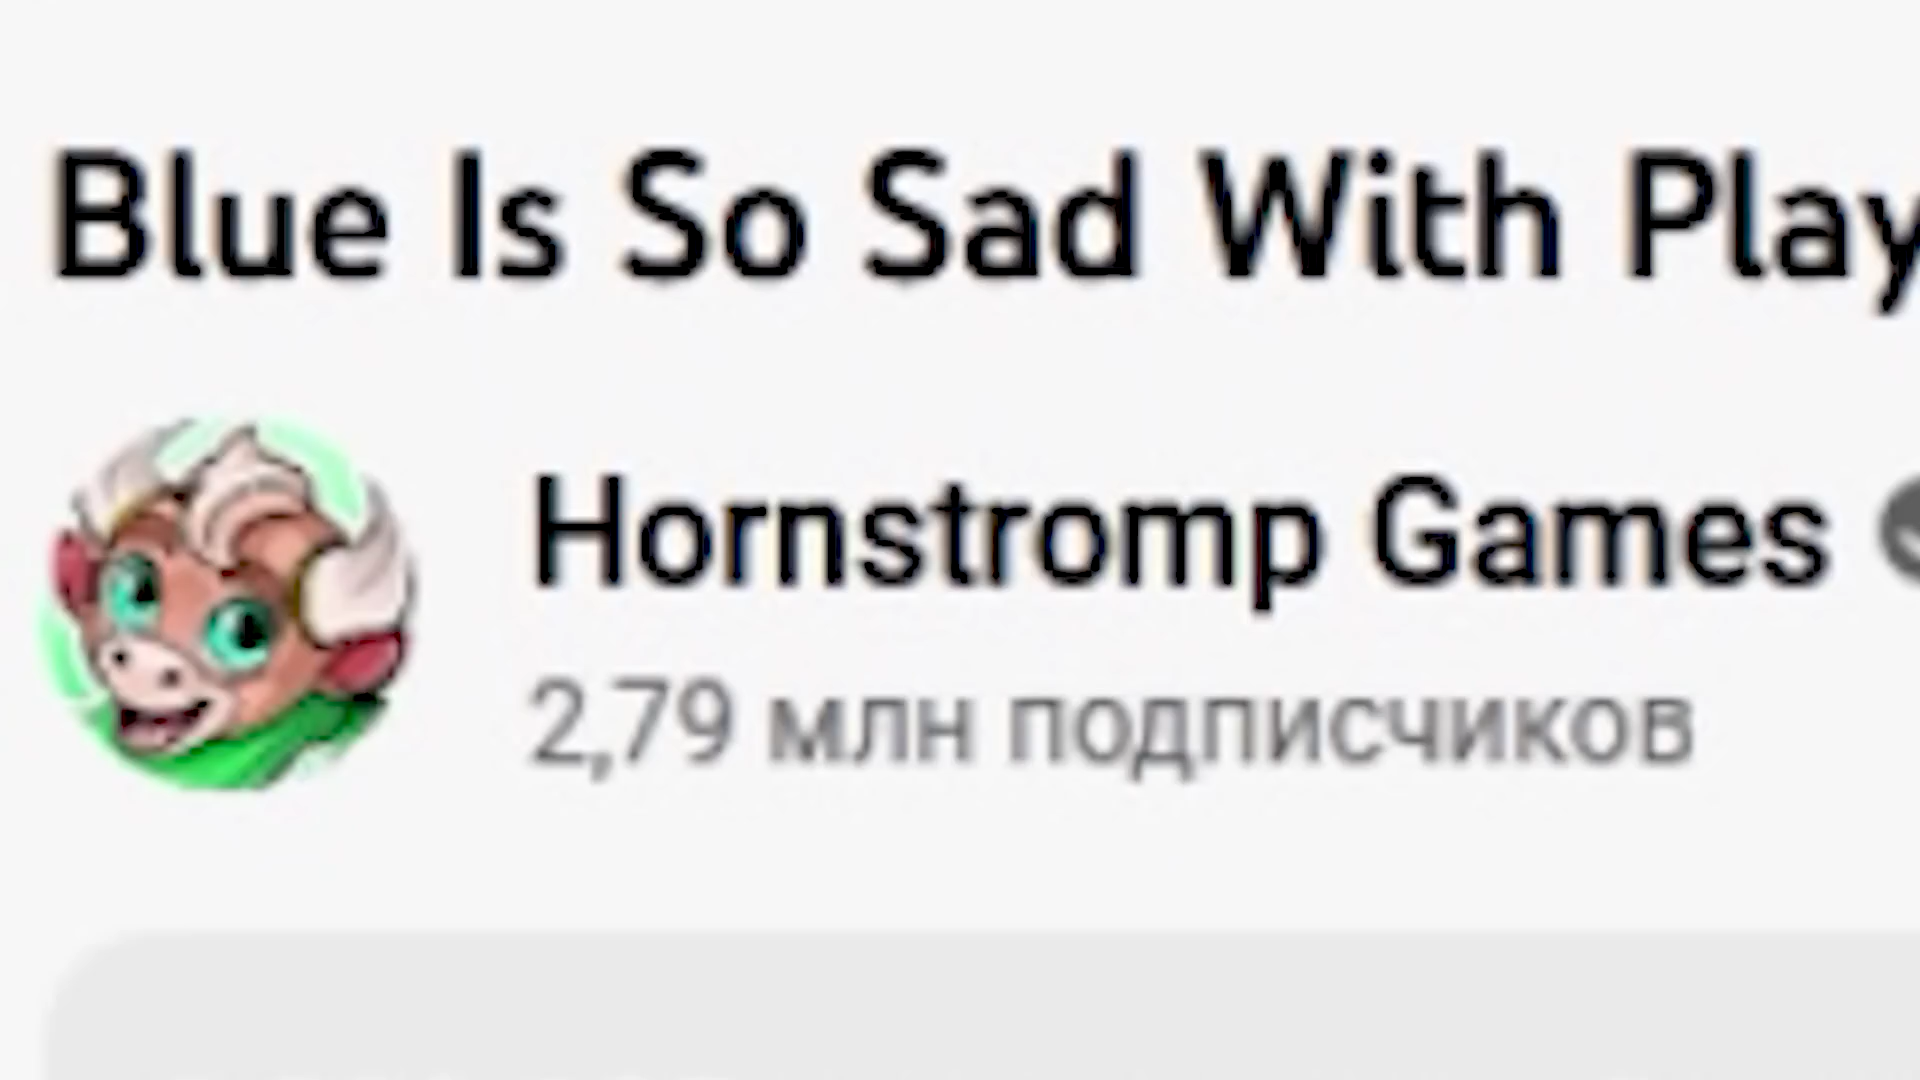 Blue Is So Sad With Play
Hornstromp Games
2,79 млн подписчиков